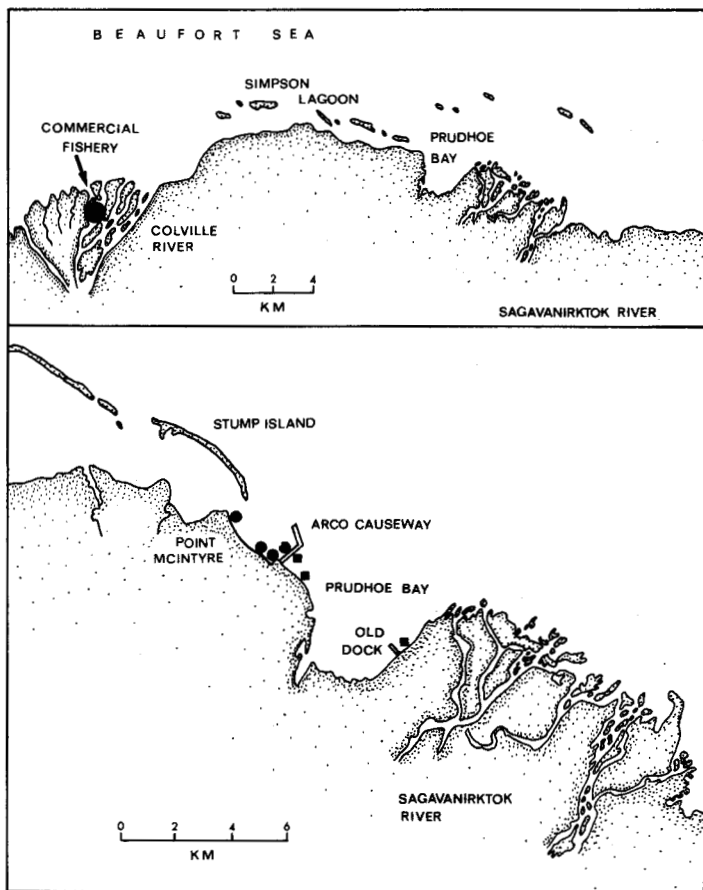 BEAUFORT SEA
SIMPSON
LAGOON
COMMERCIAL
FISHERY
PRUDHOE
BAY
COLVILLE
RIVER
0 2 4
KM
SAGAVANIRKTOK RIVER
STUMP ISLAND
ARCO CAUSEWAY
POINT
MCINTYRE
PRUDHOE BAY
OLD
DOCK
SAGAVANIRKTOK
RIVER
0 2 4 6
KM